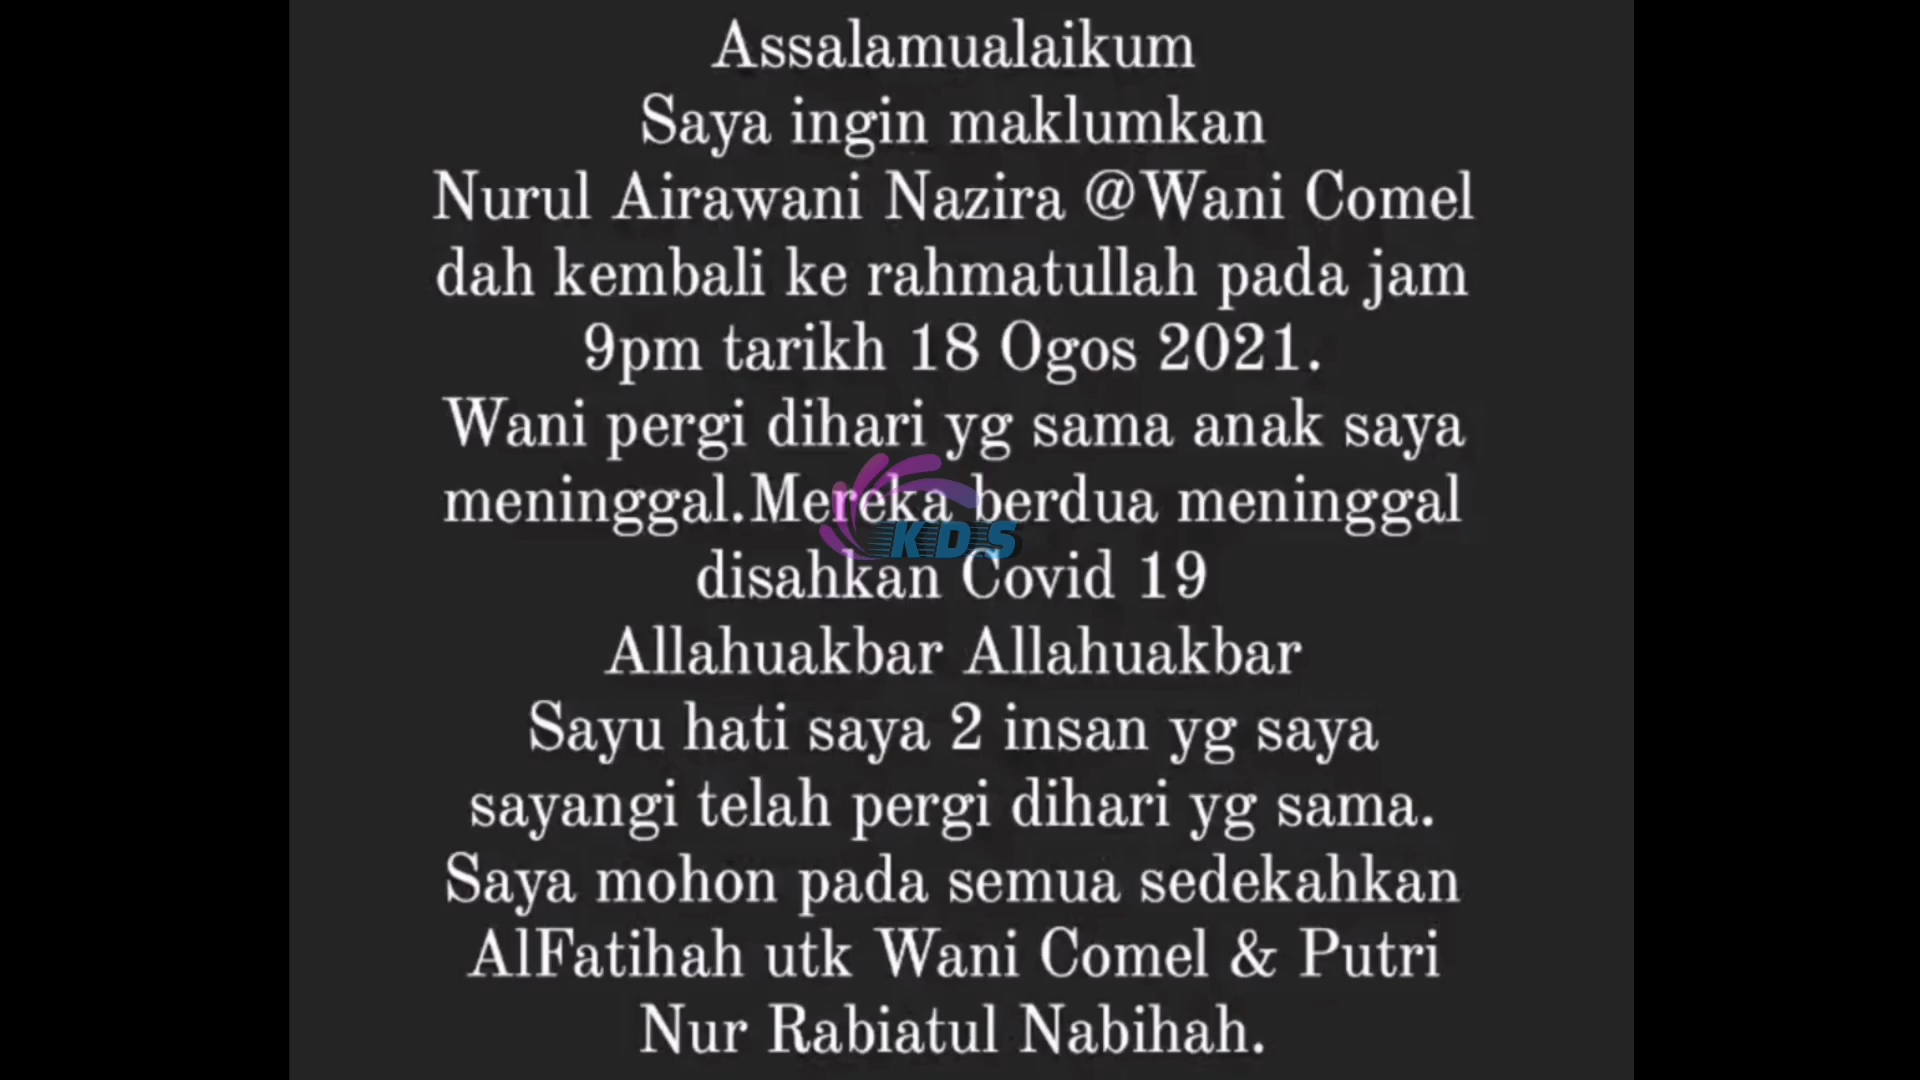 Assalamualaikum
Saya ingin maklumkan
Nurul Airawani Nazira @Wani Comel
dah kembali ke rahmatullah pada jam
9pm tarikh 18 Ogos 2021.
Wani pergi dihari yg sama anak saya
meninggal.Mereka berdua meninggal
KDS
disahkan Covid 19
Allahuakbar Allahuakbar
Sayu hati saya 2 insan yg saya
sayangi telah pergi dihari yg sama.
Saya mohon pada semua sedekahkan
AlFatihah utk Wani Comel & Putri
Nur Rabiatul Nabihah.